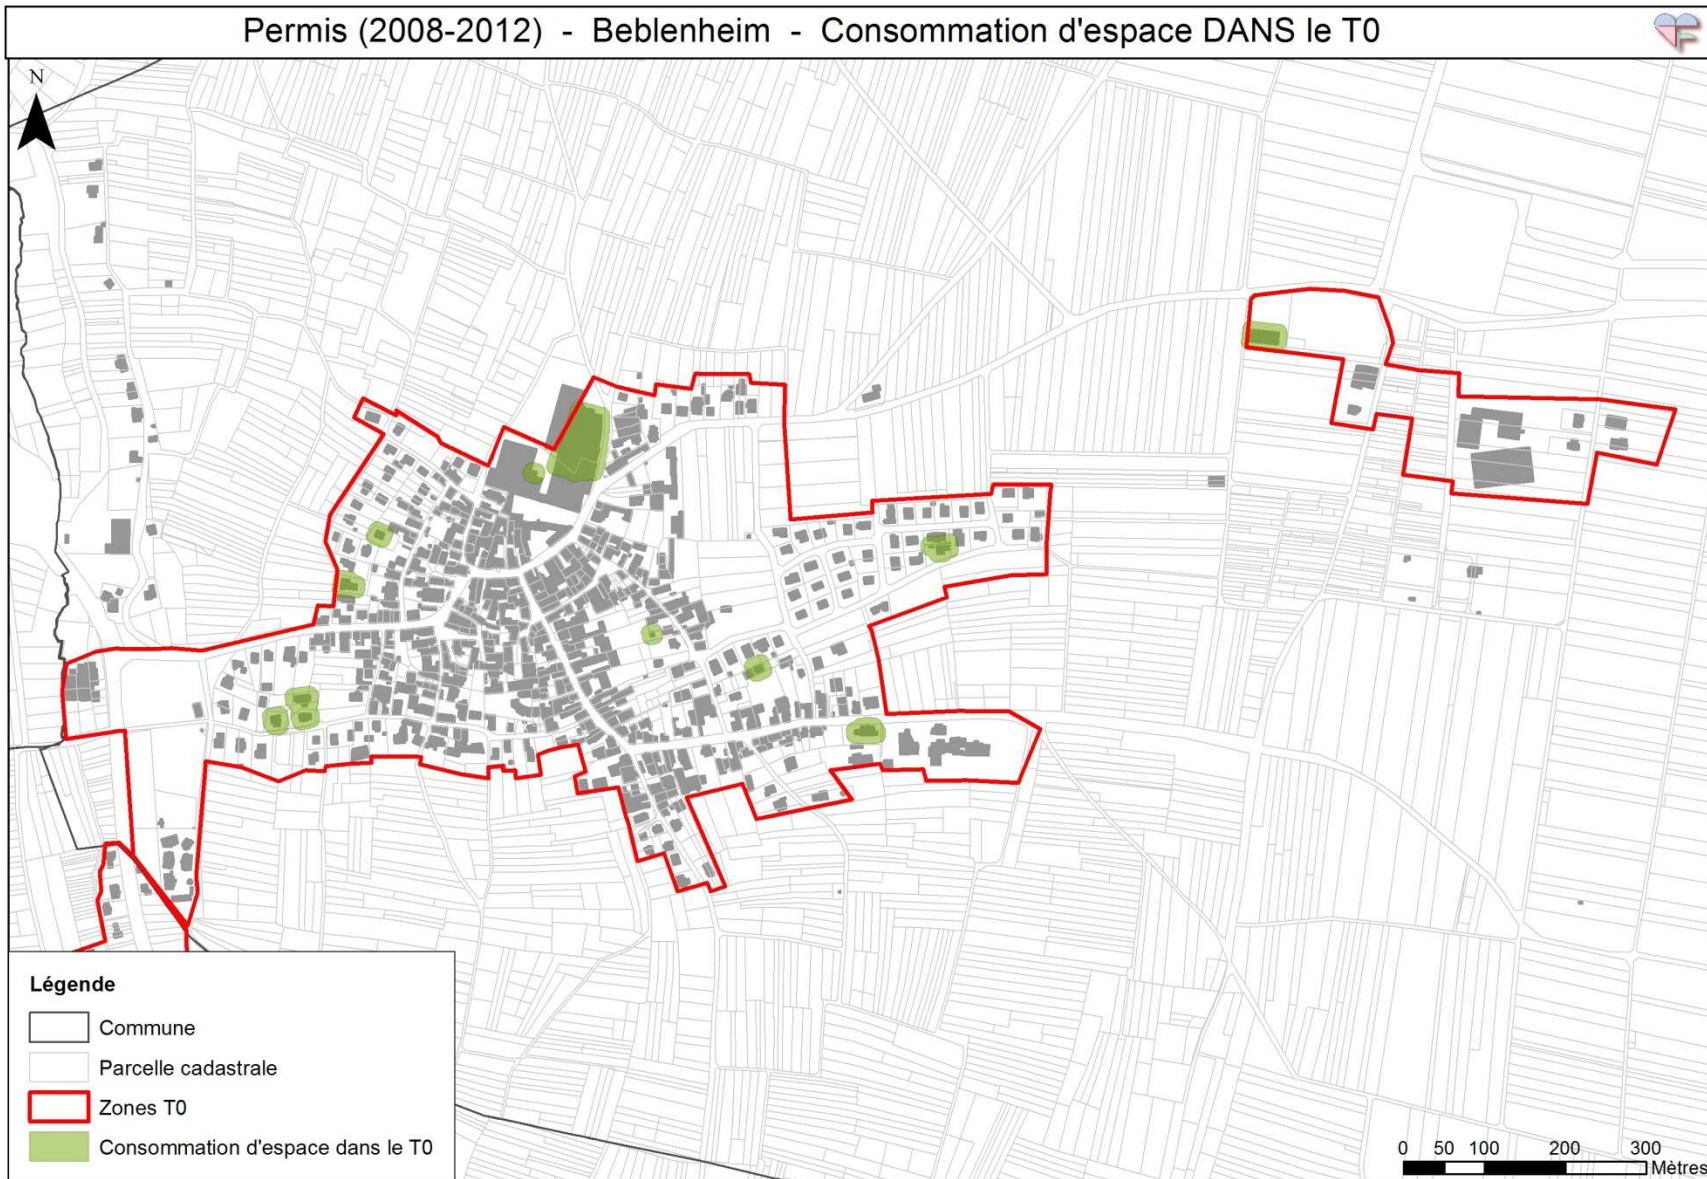 Permis (2008-2012) - Beblenheim - Consommation d'espace DANS le T0
N
Légende
Commune
Parcelle cadastrale
Zones T0
Consommation d'espace dans le T0
0 50 100 200 300
Mètres